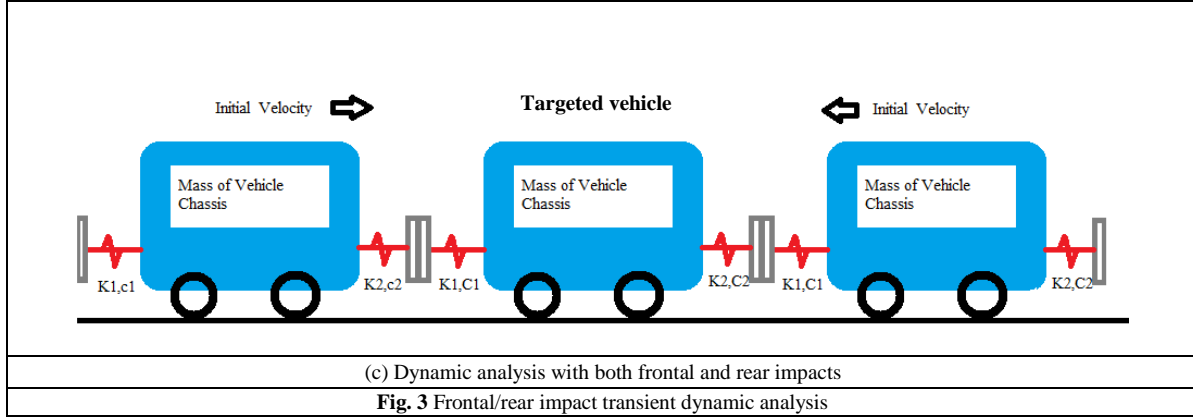 Initial Velocity
Targeted vehicle
Initial Velocity
Mass of Vehicle
Chassis
Mass of Vehicle
Chassis
Mass of Vehicle
Chassis
K1,c1
K2,c2
K1,C1
K2,C2
K1,C1
K2,C2
(c) Dynamic analysis with both frontal and rear impacts
Fig. 3 Frontal/rear impact transient dynamic analysis